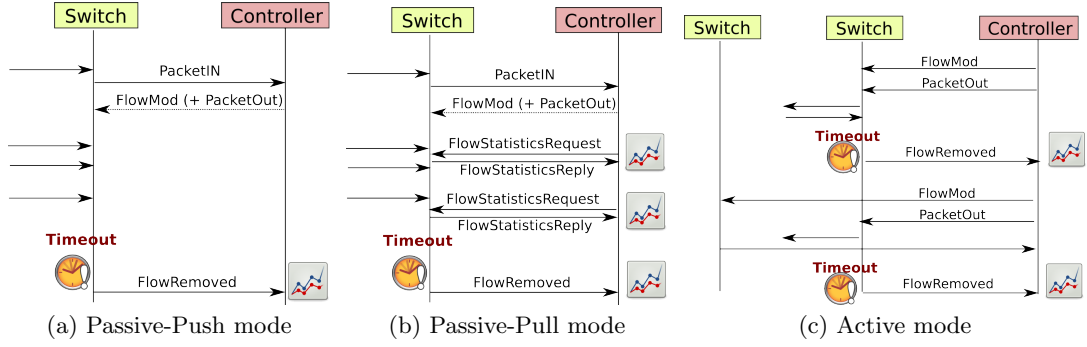 Switch
Controller
PacketIN
FlowMod (+ PacketOut)
Timeout
FlowRemoved
(a) Passive-Push mode
Switch
Controller
PacketIN
FlowMod (+ PacketOut)
FlowStatisticsRequest
FlowStatisticsReply
FlowStatisticsRequest
FlowStatisticsReply
Timeout
FlowRemoved
(b) Passive-Pull mode
Switch
Switch
Controller
FlowMod
PacketOut
Timeout
FlowRemoved
FlowMod
PacketOut
Timeout
FlowRemoved
(c) Active mode